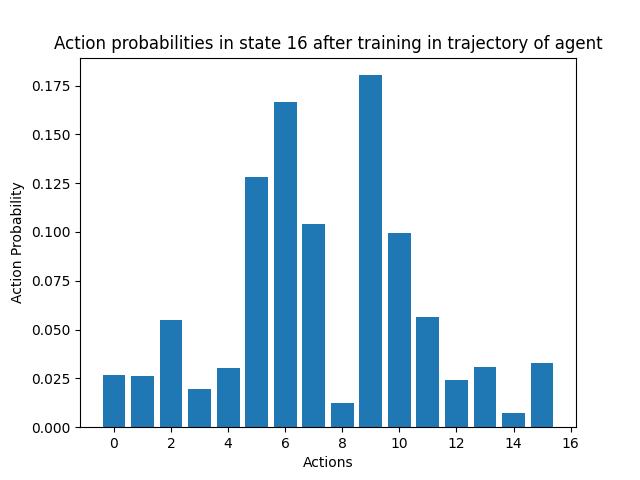 Action probabilities in state 16 after training in trajectory of agent
Action Probability
0.175
0.150
0.125
0.100
0.075
0.050
0.025
0.000
0 2 4 6 8 10 12 14 16
Actions